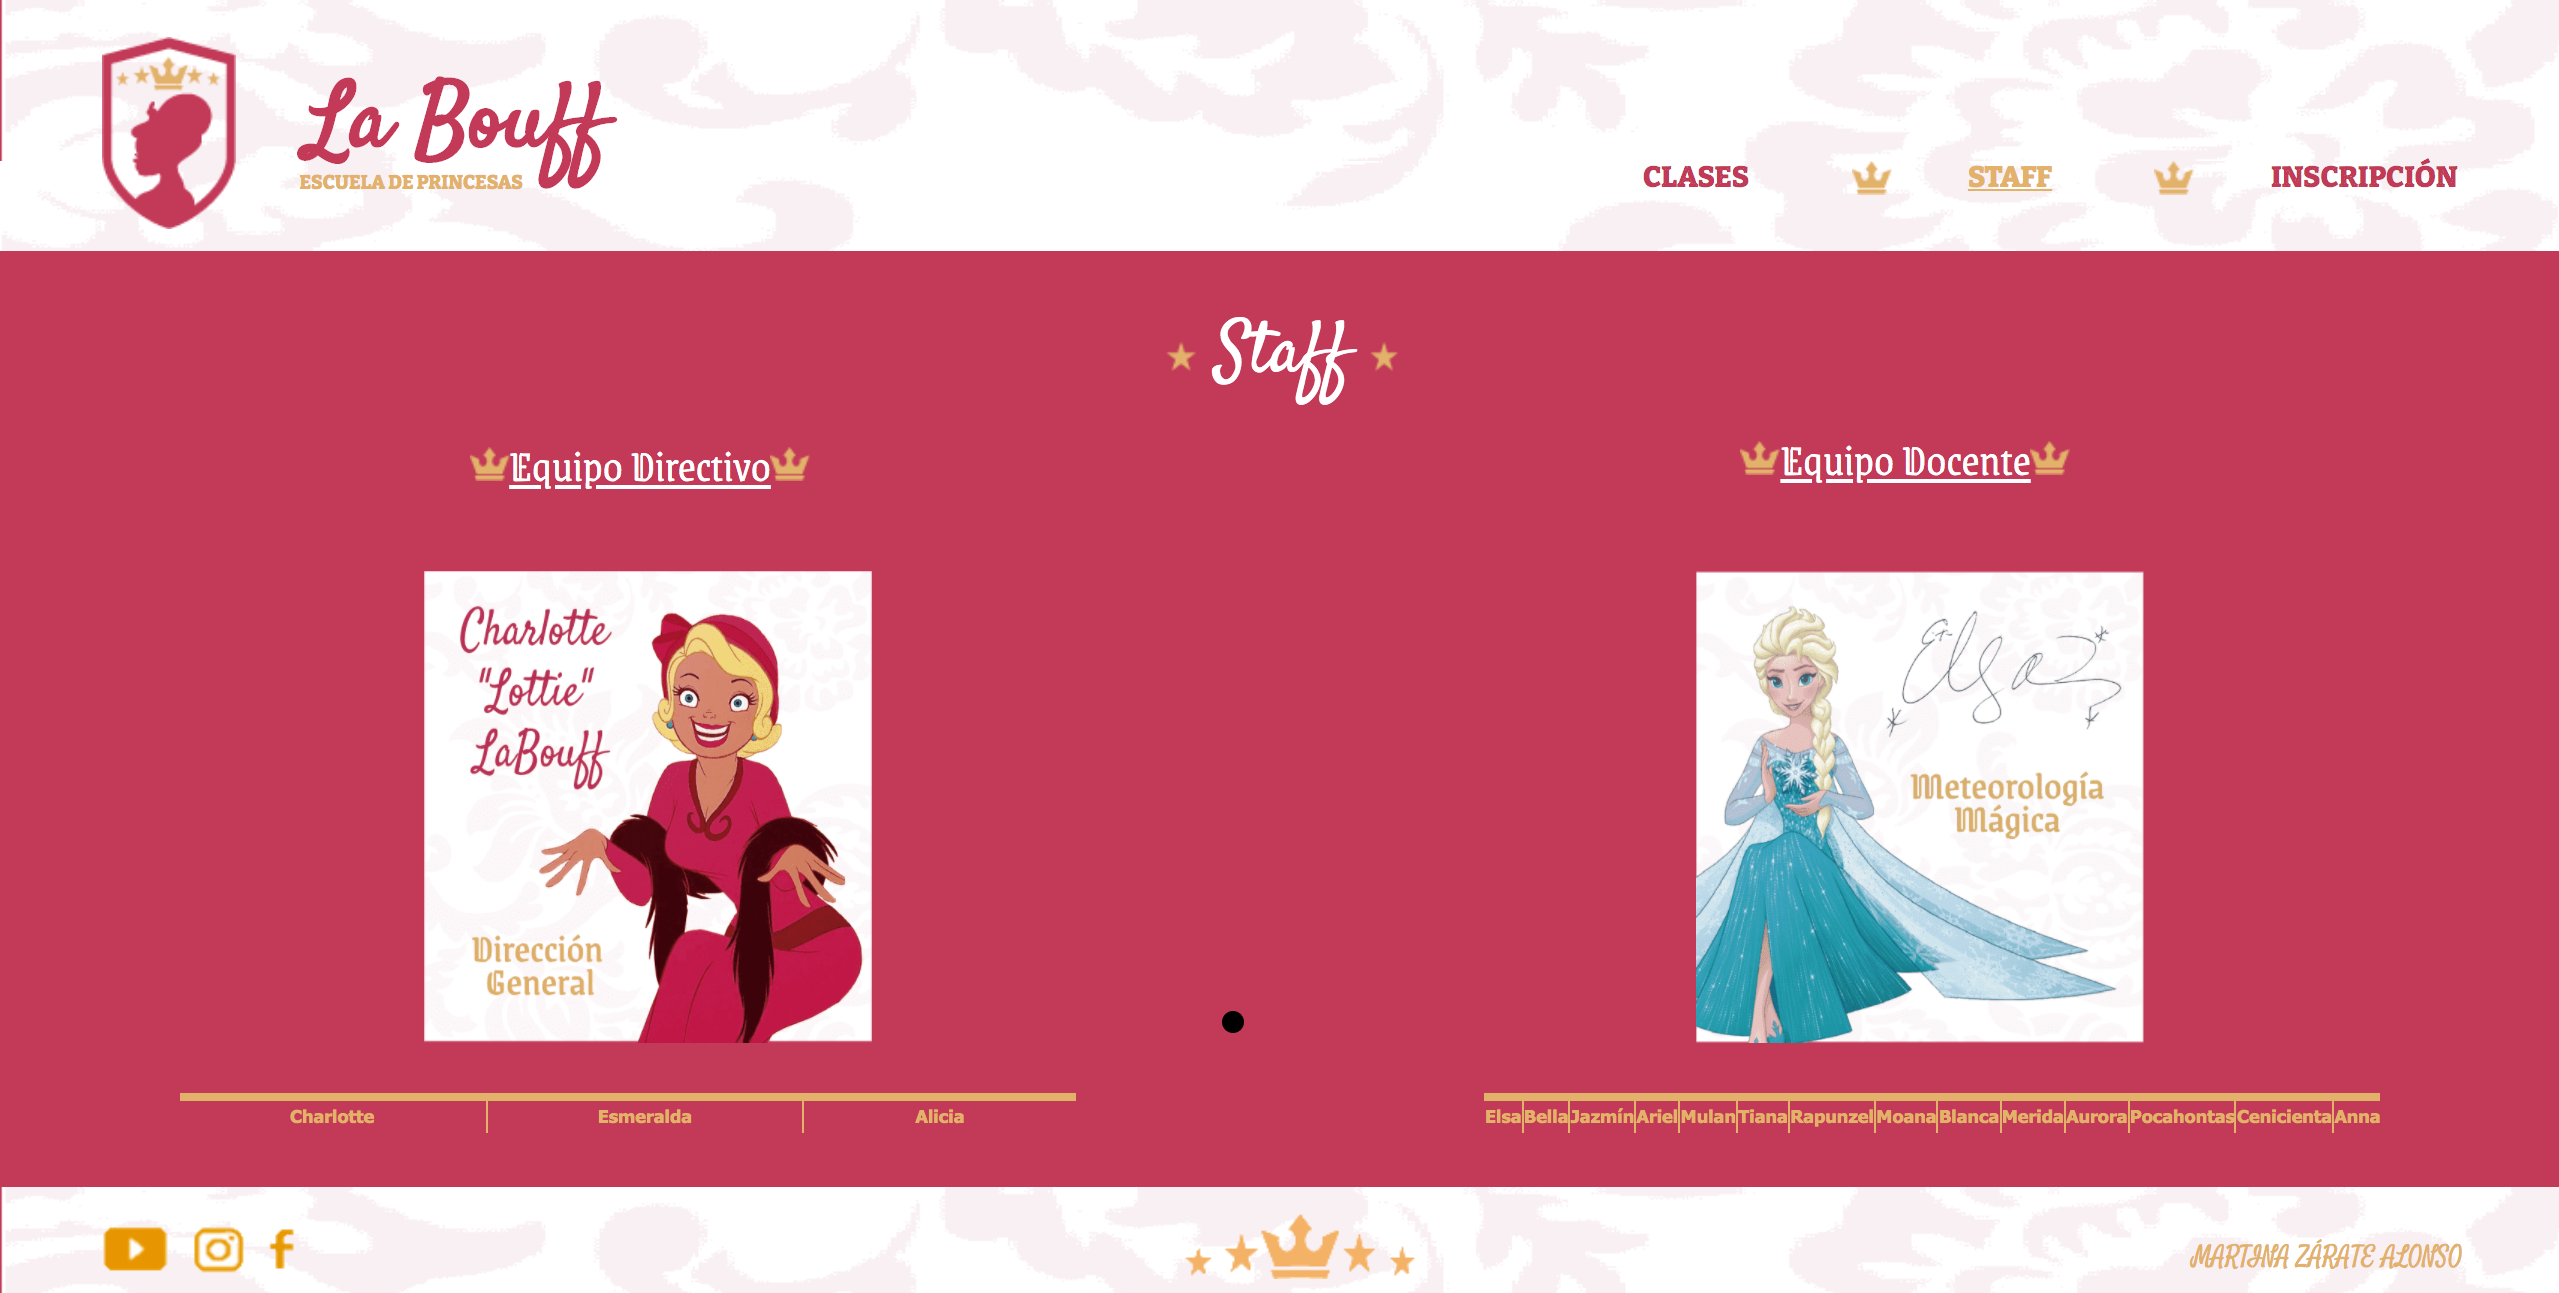 La Bouff
ESCUELA DE PRINCESAS
CLASES
STAFF
INSCRIPCIÓN
Staff
Equipo Directivo
Equipo Docente
Charlotte
"Lottie"
LaBouff
Dirección
General
Elsa
Meteorología
Mágica
Charlotte
Esmeralda
Alicia
Elsa Bella Jazmín Ariel Mulan Tiana Rapunzel Moana Blanca Merida Aurora Pocahontas Cenicienta Anna
MARTINA ZÁRATE ALONSO